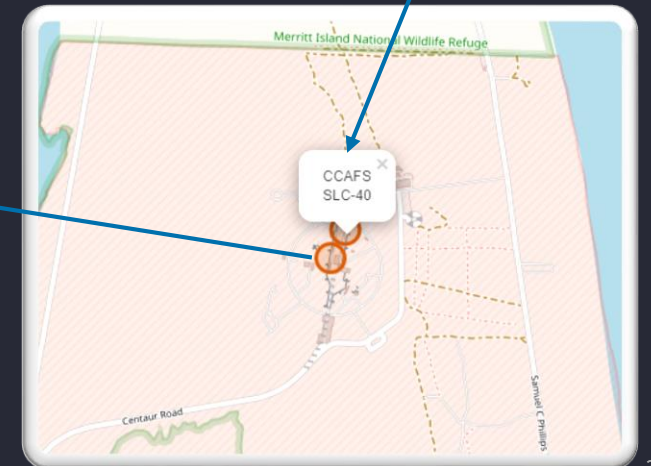 Merritt Island National Wildlife Refuge
CCAFS
SLC-40
Centaur Road
Samuel C Phillips